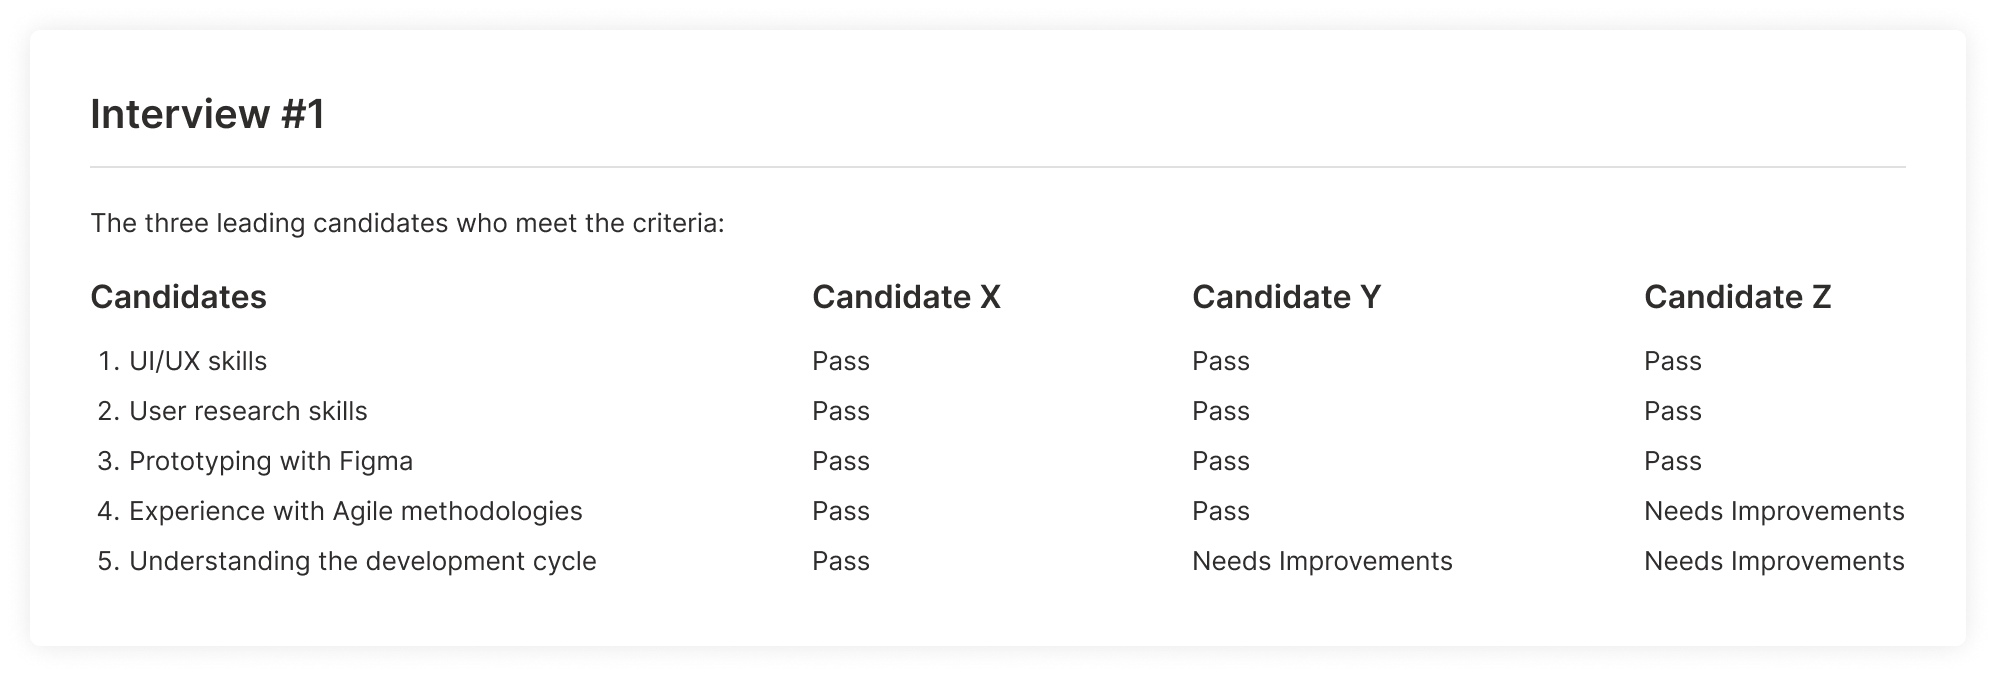 Interview #1
The three leading candidates who meet the criteria:
Candidates Candidate X Candidate Y Candidate Z
1. UI/UX skills Pass Pass Pass
2. User research skills Pass Pass Pass
3. Prototyping with Figma Pass Pass Pass
4. Experience with Agile methodologies Pass Pass Needs Improvements
5. Understanding the development cycle Pass Needs Improvements Needs Improvements